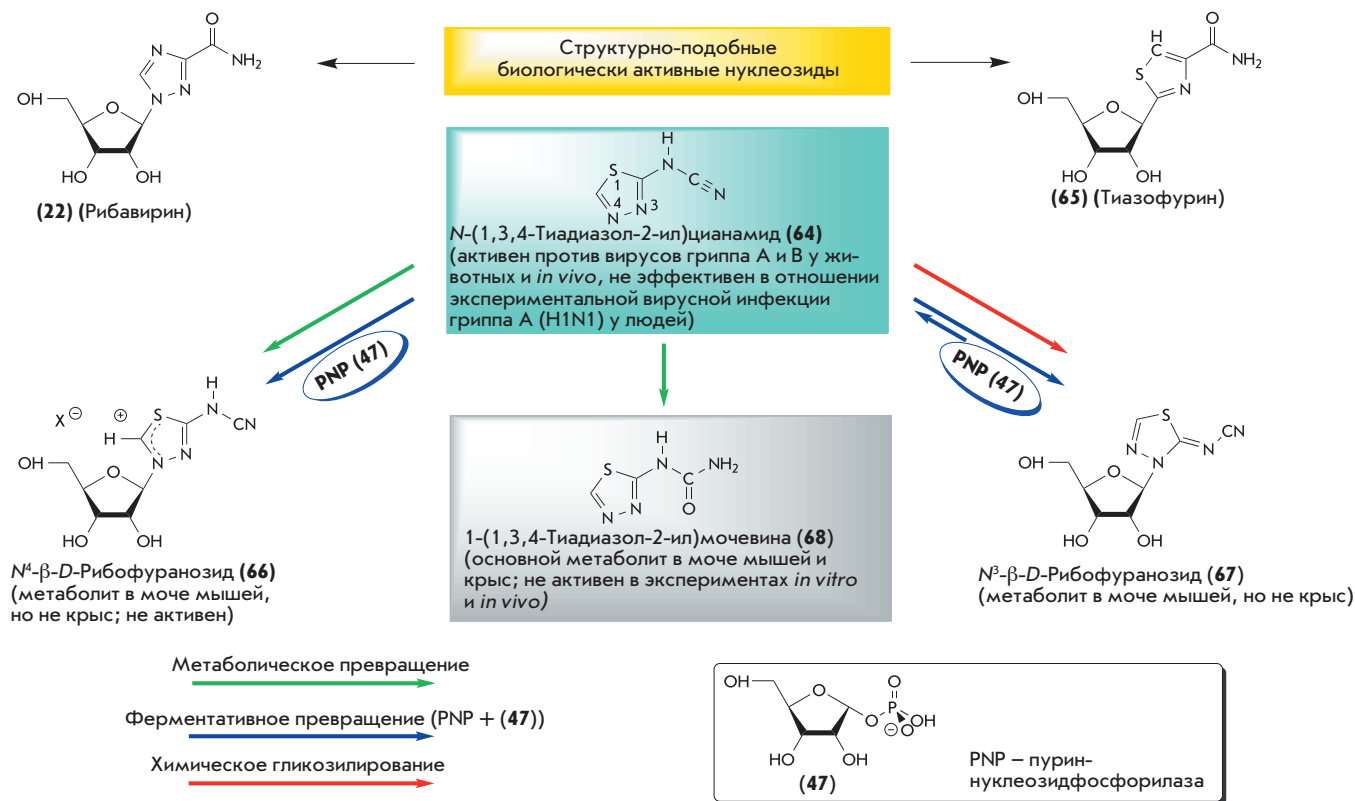 Структурно-подобные
биологически активные нуклеозиды
N
N
N
O
NH₂
OH
O
HO
OH
(22) (Рибавирин)
H
O
NH₂
S
N
OH
O
HO
OH
(65) (Тиазофурин)
H
N
S
1
C
N
4
N
N
3
N-(1,3,4-Тиадиазол-2-ил)цианамид (64)
(активен против вирусов гриппа А и В у жи-
вотных и in vivo, не эффективен в отношении
экспериментальной вирусной инфекции
гриппа А (H1N1) у людей)
PNP (47)
PNP (47)
X⊖
⊕
H
S
H
N
CN
N
N
OH
O
HO
OH
N⁴-β-D-Рибофуранозид (66)
(метаболит в моче мышей,
но не крыс; не активен)
H
S
N
C
NH₂
O
N
N
1-(1,3,4-Тиадиазол-2-ил)мочевина (68)
(основной метаболит в моче мышей и
крыс; не активен в экспериментах in vitro
и in vivo)
S
CN
N
N
N
OH
O
HO
OH
N³-β-D-Рибофуранозид (67)
(метаболит в моче мышей, но не крыс)
Метаболическое превращение
Ферментативное превращение (PNP + (47))
Химическое гликозилирование
OH
O
O
P
O
OH
⊖
O
HO
OH
(47)
PNP – пурин-
нуклеозидфосфорилаза